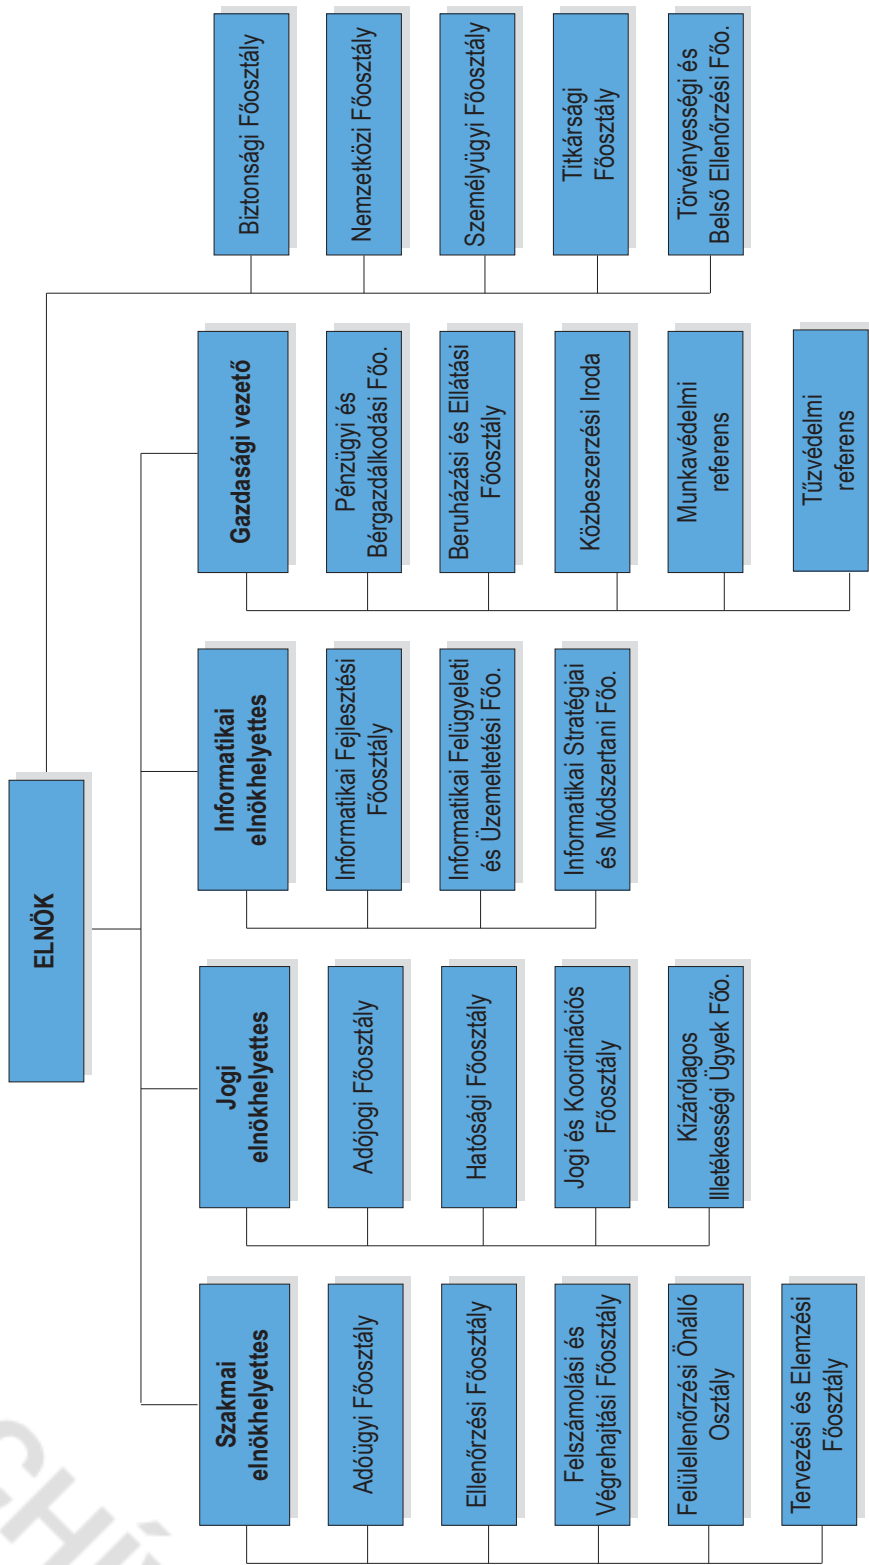 ELNÖK
Szakmai
elnökhelyettes
Adóügyi Főosztály
Ellenőrzési Főosztály
Felszámolási és
Végrehajtási Főosztály
Felülellenőrzési Önálló
Osztály
Tervezési és Elemzési
Főosztály
Jogi
elnökhelyettes
Adójogi Főosztály
Hatósági Főosztály
Jogi és Koordinációs
Főosztály
Kizárólagos
Illetékességi Ügyek Főo.
Informatikai
elnökhelyettes
Informatikai Fejlesztési
Főosztály
Informatikai Felügyeleti
és Üzemeltetési Főo.
Informatikai Stratégiai
és Módszertani Főo.
Gazdasági vezető
Pénzügyi és
Bérgazdálkodási Főo.
Beruházási és Ellátási
Főosztály
Közbeszerzési Iroda
Munkavédelmi
referens
Tűzvédelmi
referens
Biztonsági Főosztály
Nemzetközi Főosztály
Személyügyi Főosztály
Titkársági
Főosztály
Törvényességi és
Belső Ellenőrzési Főo.